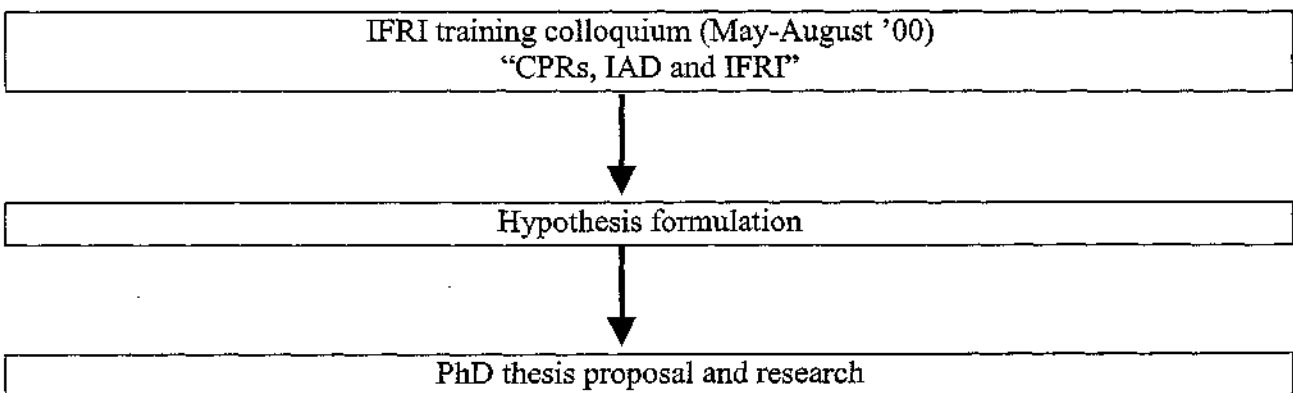 IFRI training colloquium (May-August ’00)
“CPRs, IAD and IFRI”
Hypothesis formulation
PhD thesis proposal and research